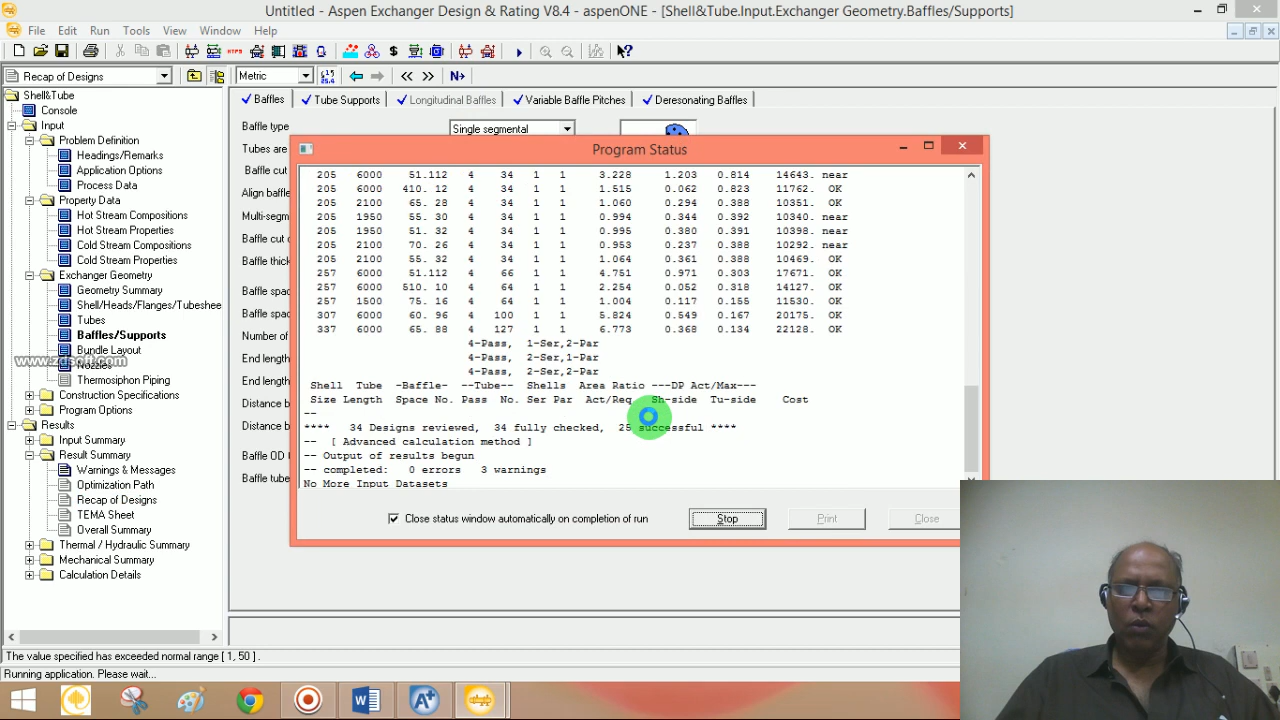 Untitled - Aspen Exchanger Design & Rating V8.4 - aspenONE - [Shell&Tube.Input.Exchanger Geometry.Baffles/Supports]
File Edit Run Tools View Window Help
Recap of Designs Metric
Shell&Tube
Console
Input
Problem Definition
Headings/Remarks
Application Options
Process Data
Property Data
Hot Stream Compositions
Hot Stream Properties
Cold Stream Compositions
Cold Stream Properties
Exchanger Geometry
Geometry Summary
Shell/Heads/Flanges/Tubeshee
Tubes
Baffles/Supports
Bundle Layout
www.zdsoft.com
Nozzles
Thermosiphon Piping
Construction Specifications
Program Options
Results
Input Summary
Result Summary
Warnings & Messages
Optimization Path
Recap of Designs
TEMA Sheet
Overall Summary
Thermal / Hydraulic Summary
Mechanical Summary
Calculation Details
Baffles Tube Supports Longitudinal Baffles Variable Baffle Pitches Deresonating Baffles
Baffle type Single segmental
Tubes are
Baffle cut
Align baffle
Multi-segm
Baffle cut o
Baffle thick
Baffle spac
Baffle spac
Number of
End length
End length
Distance b
Distance b
Baffle OD t
Baffle tube
Program Status
205 6000 51.112 4 34 1 1 3.228 1.203 0.814 14643. near
205 6000 410. 12 4 34 1 1 1.515 0.062 0.823 11762. OK
205 2100 65. 28 4 34 1 1 1.060 0.294 0.388 10351. OK
205 1950 55. 30 4 34 1 1 0.994 0.344 0.392 10340. near
205 1950 51. 32 4 34 1 1 0.995 0.380 0.391 10398. near
205 2100 70. 26 4 34 1 1 0.953 0.237 0.388 10292. near
205 2100 55. 32 4 34 1 1 1.064 0.361 0.388 10469. OK
257 6000 51.112 4 66 1 1 4.751 0.971 0.303 17671. OK
257 6000 510. 10 4 64 1 1 2.254 0.052 0.318 14127. OK
257 1500 75. 16 4 64 1 1 1.004 0.117 0.155 11530. OK
307 6000 60. 96 4 100 1 1 5.824 0.549 0.167 20175. OK
337 6000 65. 88 4 127 1 1 6.773 0.368 0.134 22128. OK
4-Pass, 1-Ser,2-Par
4-Pass, 2-Ser,1-Par
4-Pass, 2-Ser,2-Par
Shell Tube -Baffle- --Tube-- Shells Area Ratio ---DP Act/Max---
Size Length Space No. Pass No. Ser Par Act/Req Sh-side Tu-side Cost
--
**** 34 Designs reviewed, 34 fully checked, 25 successful ****
-- [ Advanced calculation method ]
-- Output of results begun
-- completed: 0 errors 3 warnings
No More Input Datasets
Close status window automatically on completion of run Stop Print Close
The value specified has exceeded normal range [ 1, 50 ] .
Running application. Please wait...